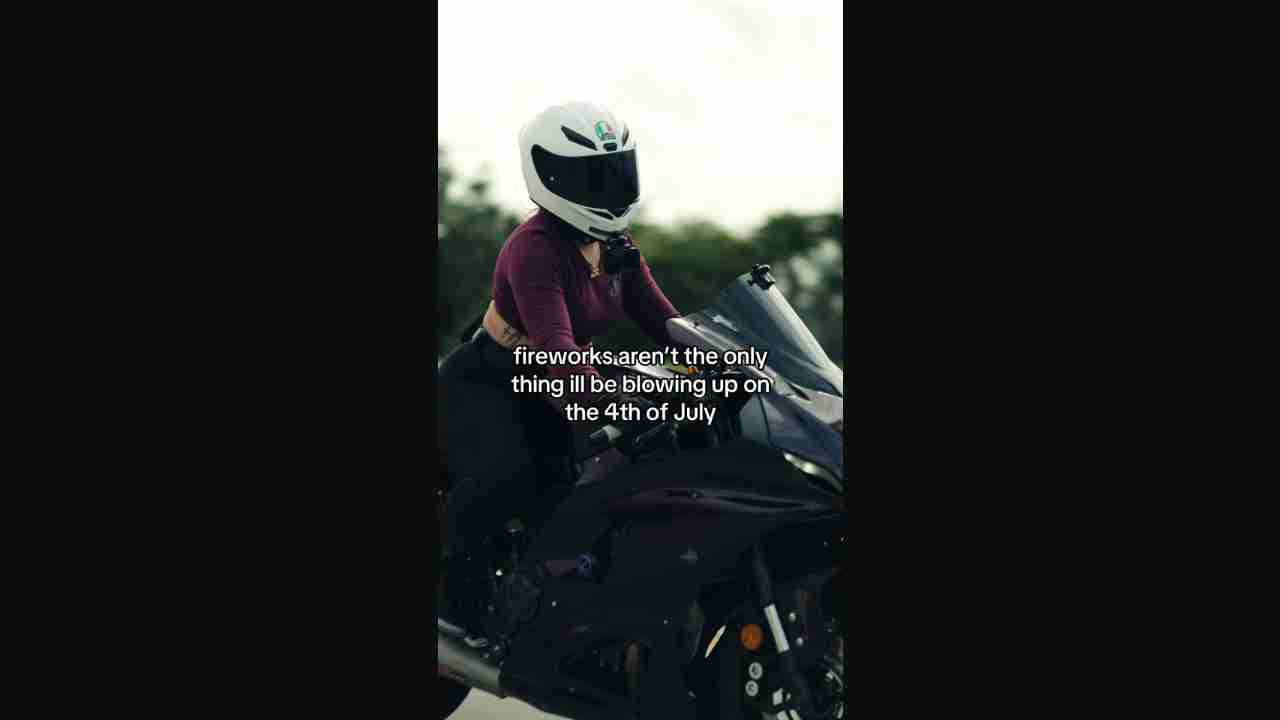 fireworks aren't the only
thing ill be blowing up on
the 4th of July